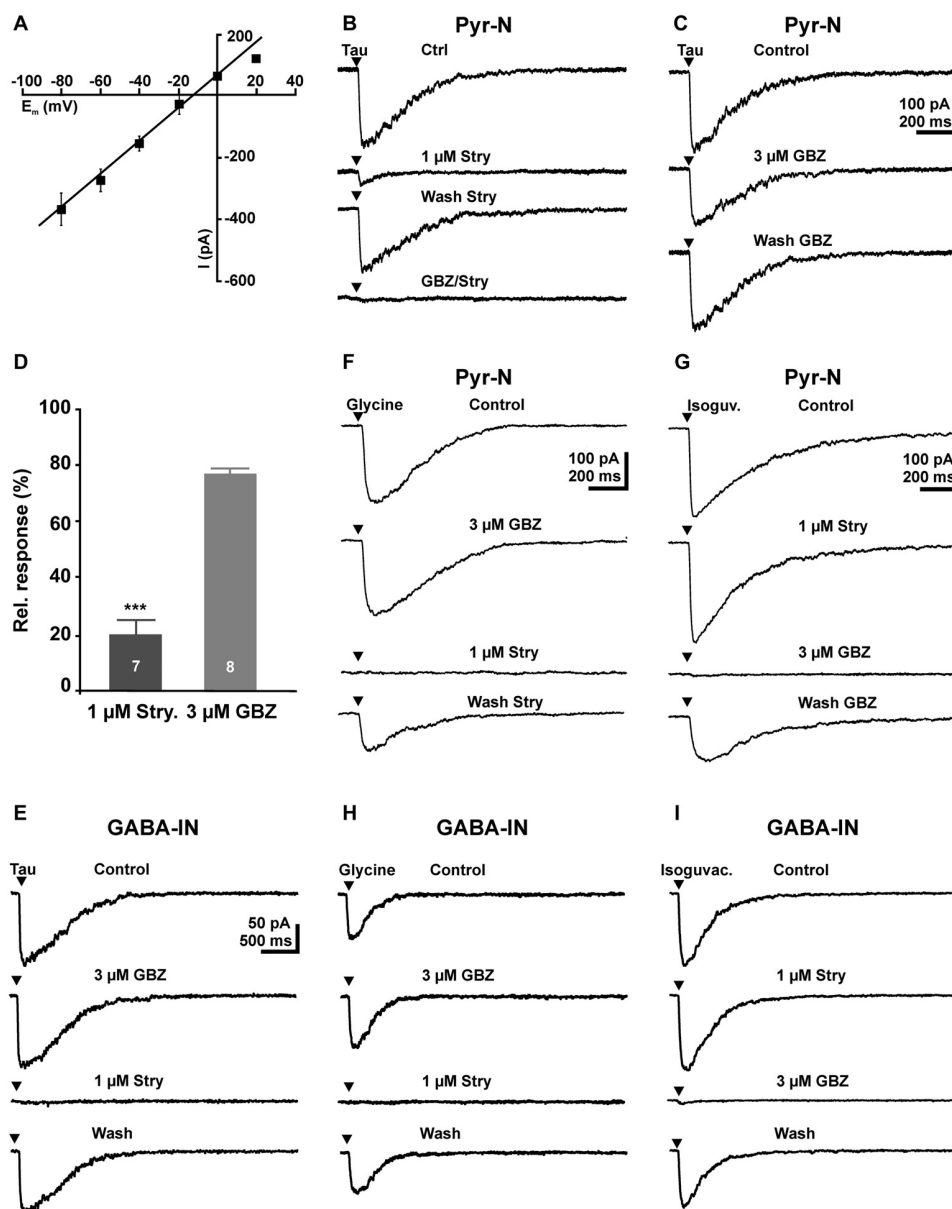 A
200
-100 -80 -60 -40 -20 0 20 40
Em (mV)
-200
-400
-600
I (pA)
B
Pyr-N
Tau Ctrl
1 µM Stry
Wash Stry
GBZ/Stry
C
Pyr-N
Tau Control
100 pA
200 ms
3 µM GBZ
Wash GBZ
D
100
80
60
40
20
0
Rel. response (%)
***
7
8
1 µM Stry. 3 µM GBZ
F
Pyr-N
Glycine Control
100 pA
200 ms
3 µM GBZ
1 µM Stry
Wash Stry
G
Pyr-N
Isoguv. Control
100 pA
200 ms
1 µM Stry
3 µM GBZ
Wash GBZ
E
GABA-IN
Tau Control
50 pA
500 ms
3 µM GBZ
1 µM Stry
Wash
H
GABA-IN
Glycine Control
3 µM GBZ
1 µM Stry
Wash
I
GABA-IN
Isoguvac. Control
1 µM Stry
3 µM GBZ
Wash